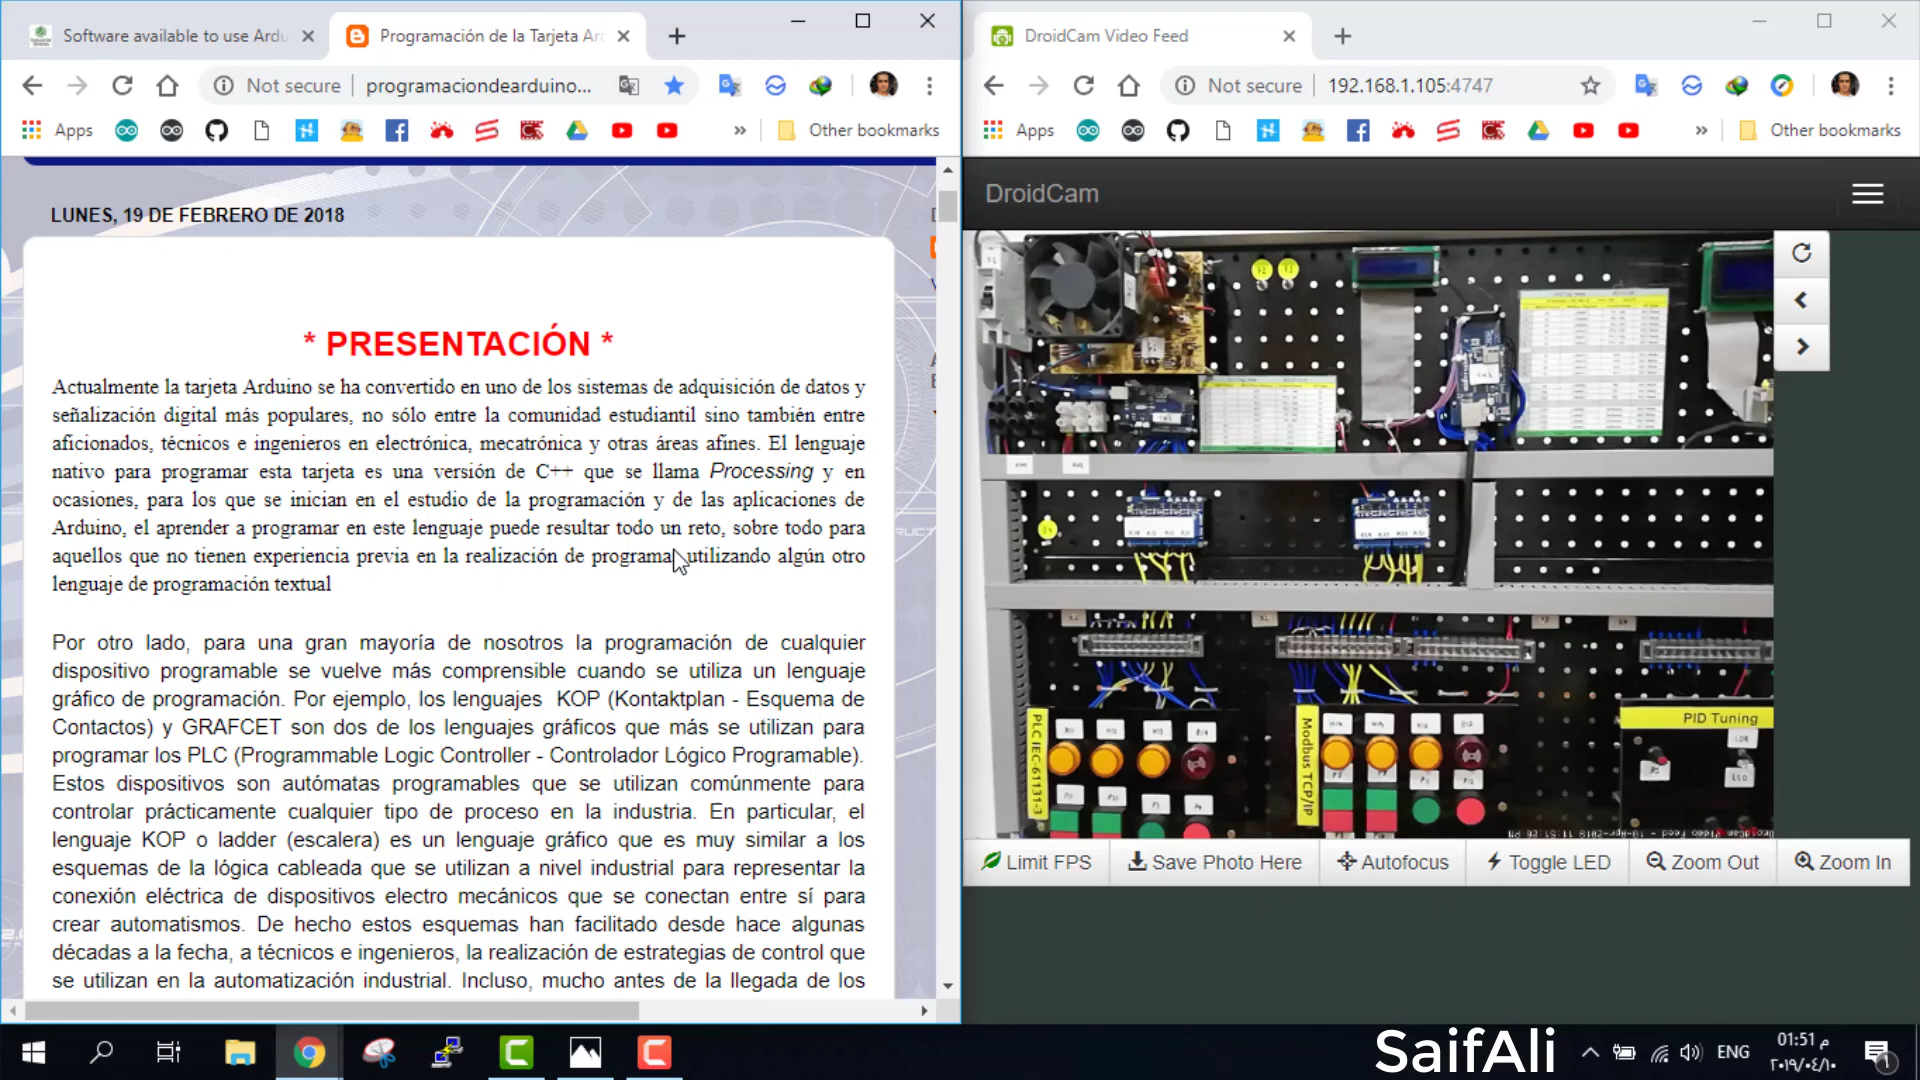 Software available to use Ardu
Programación de la Tarjeta Ar
Not secure
programaciondearduino...
Apps
Other bookmarks
LUNES, 19 DE FEBRERO DE 2018
* PRESENTACIÓN *
Actualmente la tarjeta Arduino se ha convertido en uno de los sistemas de adquisición de datos y
señalización digital más populares, no sólo entre la comunidad estudiantil sino también entre
aficionados, técnicos e ingenieros en electrónica, mecatrónica y otras áreas afines. El lenguaje
nativo para programar esta tarjeta es una versión de C++ que se llama Processing y en
ocasiones, para los que se inician en el estudio de la programación y de las aplicaciones de
Arduino, el aprender a programar en este lenguaje puede resultar todo un reto, sobre todo para
aquellos que no tienen experiencia previa en la realización de programa utilizando algún otro
lenguaje de programación textual
Por otro lado, para una gran mayoría de nosotros la programación de cualquier
dispositivo programable se vuelve más comprensible cuando se utiliza un lenguaje
gráfico de programación. Por ejemplo, los lenguajes KOP (Kontaktplan - Esquema de
Contactos) y GRAFCET son dos de los lenguajes gráficos que más se utilizan para
programar los PLC (Programmable Logic Controller - Controlador Lógico Programable).
Estos dispositivos son autómatas programables que se utilizan comúnmente para
controlar prácticamente cualquier tipo de proceso en la industria. En particular, el
lenguaje KOP o ladder (escalera) es un lenguaje gráfico que es muy similar a los
esquemas de la lógica cableada que se utilizan a nivel industrial para representar la
conexión eléctrica de dispositivos electro mecánicos que se conectan entre sí para
crear automatismos. De hecho estos esquemas han facilitado desde hace algunas
décadas a la fecha, a técnicos e ingenieros, la realización de estrategias de control que
se utilizan en la automatización industrial. Incluso, mucho antes de la llegada de los
DroidCam Video Feed
Not secure
192.168.1.105:4747
Apps
Other bookmarks
DroidCam
PLC IEC-61131-3
Modbus TCP/IP
PID Tuning
Limit FPS
Save Photo Here
Autofocus
Toggle LED
Zoom Out
Zoom In
SaifAli
ENG
01:51 م
٢٠١٩/٠٤/١٠